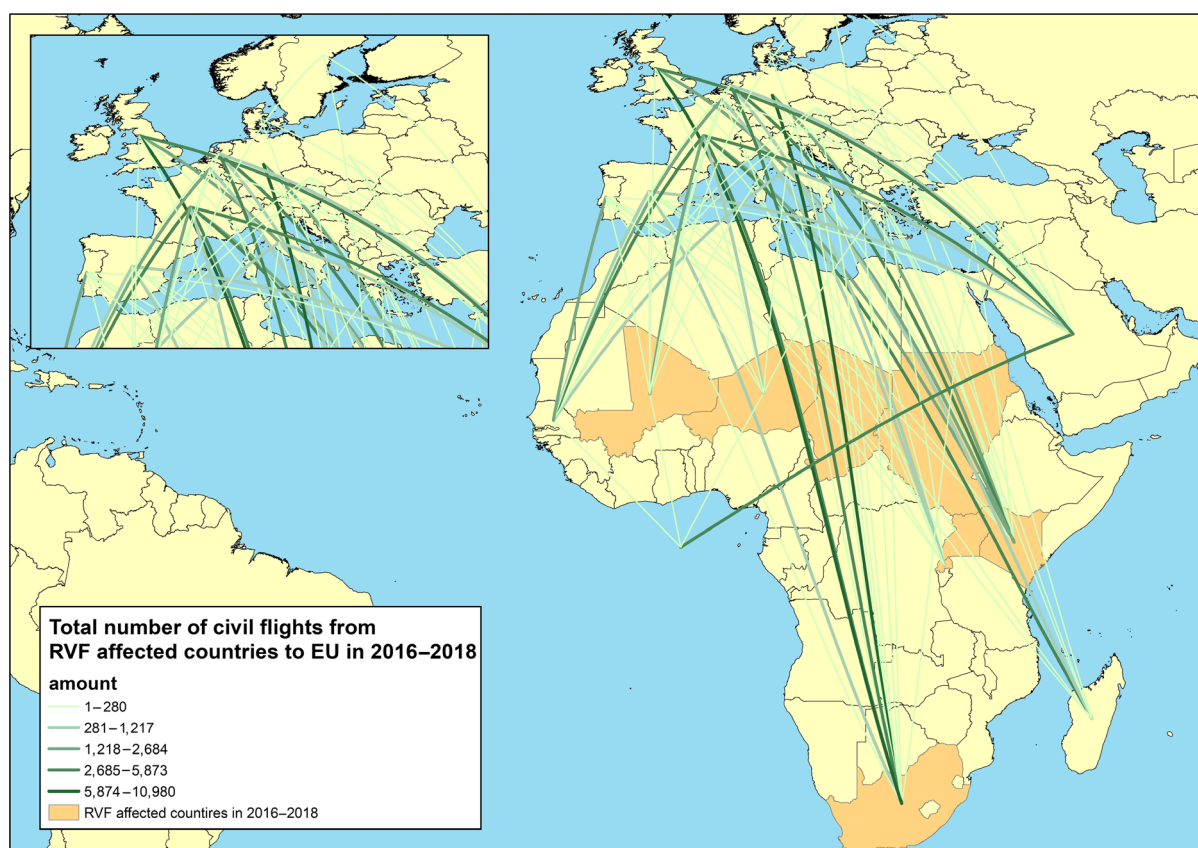 Total number of civil flights from
RVF affected countries to EU in 2016–2018
amount
1–280
281–1,217
1,218–2,684
2,685–5,873
5,874–10,980
RVF affected countires in 2016–2018